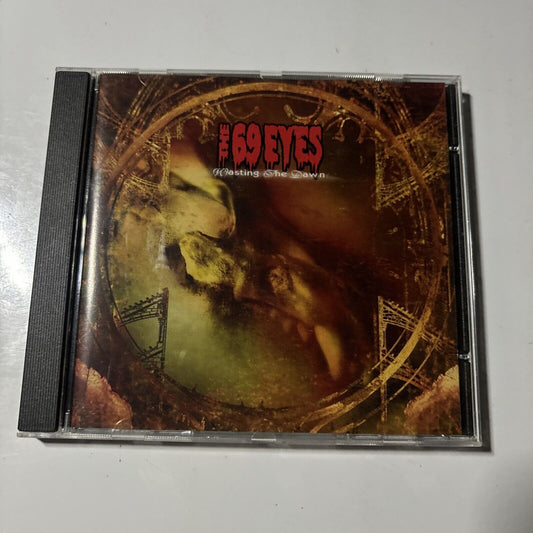 THE 69 EYES
Wasting The Dawn